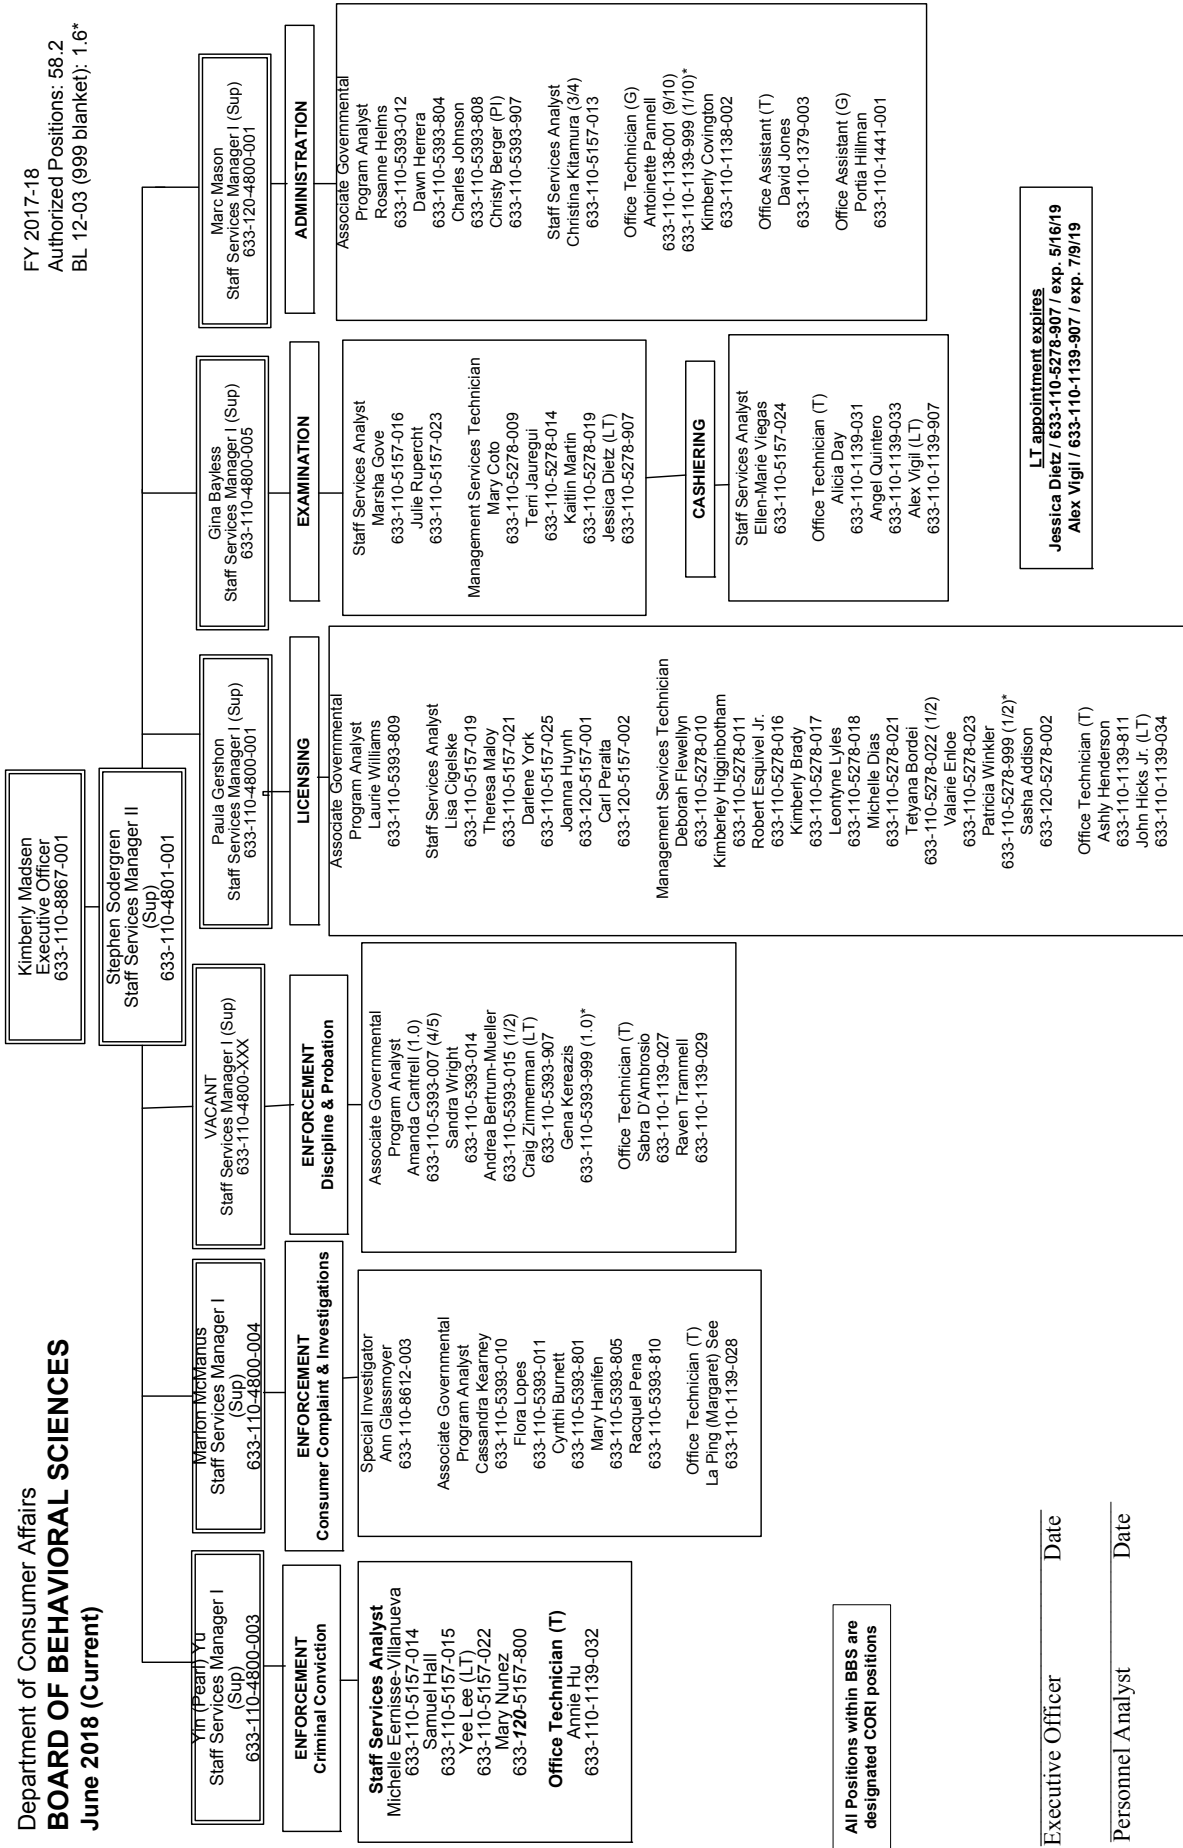 Department of Consumer Affairs
BOARD OF BEHAVIORAL SCIENCES
June 2018 (Current)
FY 2017-18
Authorized Positions: 58.2
BL 12-03 (999 blanket): 1.6*
Kimberly Madsen
Executive Officer
633-110-8867-001
Stephen Sodergren
Staff Services Manager II
(Sup)
633-110-4801-001
Yin (Pearl) Yu
Staff Services Manager I
(Sup)
633-110-4800-003
ENFORCEMENT
Criminal Conviction
Staff Services Analyst
Michelle Eernisse-Villanueva
633-110-5157-014
Samuel Hall
633-110-5157-015
Yee Lee (LT)
633-110-5157-022
Mary Nunez
633-120-5157-800
Office Technician (T)
Annie Hu
633-110-1139-032
Marlon McManus
Staff Services Manager I
(Sup)
633-110-4800-004
ENFORCEMENT
Consumer Complaint & Investigations
Special Investigator
Ann Glassmoyer
633-110-8612-003
Associate Governmental
Program Analyst
Cassandra Kearney
633-110-5393-010
Flora Lopes
633-110-5393-011
Cynthi Burnett
633-110-5393-801
Mary Hanifen
633-110-5393-805
Racquel Pena
633-110-5393-810
Office Technician (T)
La Ping (Margaret) See
633-110-1139-028
VACANT
Staff Services Manager I (Sup)
633-110-4800-XXX
ENFORCEMENT
Discipline & Probation
Associate Governmental
Program Analyst
Amanda Cantrell (1.0)
633-110-5393-007 (4/5)
Sandra Wright
633-110-5393-014
Andrea Bertrum-Mueller
633-110-5393-015 (1/2)
Craig Zimmerman (LT)
633-110-5393-907
Gena Kereazis
633-110-5393-999 (1.0)*
Office Technician (T)
Sabra D'Ambrosio
633-110-1139-027
Raven Trammell
633-110-1139-029
Paula Gershon
Staff Services Manager I (Sup)
633-110-4800-001
LICENSING
Associate Governmental
Program Analyst
Laurie Williams
633-110-5393-809
Staff Services Analyst
Lisa Cigelske
633-110-5157-019
Theresa Maloy
633-110-5157-021
Darlene York
633-110-5157-025
Joanna Huynh
633-120-5157-001
Carl Peralta
633-120-5157-002
Management Services Technician
Deborah Flewellyn
633-110-5278-010
Kimberley Higginbotham
633-110-5278-011
Robert Esquivel Jr.
633-110-5278-016
Kimberly Brady
633-110-5278-017
Leontyne Lyles
633-110-5278-018
Michelle Dias
633-110-5278-021
Tetyana Bordei
633-110-5278-022 (1/2)
Valarie Enloe
633-110-5278-023
Patricia Winkler
633-110-5278-999 (1/2)*
Sasha Addison
633-120-5278-002
Office Technician (T)
Ashly Henderson
633-110-1139-811
John Hicks Jr. (LT)
633-110-1139-034
Gina Bayless
Staff Services Manager I (Sup)
633-110-4800-005
EXAMINATION
Staff Services Analyst
Marsha Gove
633-110-5157-016
Julie Rupercht
633-110-5157-023
Management Services Technician
Mary Coto
633-110-5278-009
Terri Jauregui
633-110-5278-014
Kaitlin Martin
633-110-5278-019
Jessica Dietz (LT)
633-110-5278-907
CASHERING
Staff Services Analyst
Ellen-Marie Viegas
633-110-5157-024
Office Technician (T)
Alicia Day
633-110-1139-031
Angel Quintero
633-110-1139-033
Alex Vigil (LT)
633-110-1139-907
Marc Mason
Staff Services Manager I (Sup)
633-120-4800-001
ADMINISTRATION
Associate Governmental
Program Analyst
Rosanne Helms
633-110-5393-012
Dawn Herrera
633-110-5393-804
Charles Johnson
633-110-5393-808
Christy Berger (PI)
633-110-5393-907
Staff Services Analyst
Christina Kitamura (3/4)
633-110-5157-013
Office Technician (G)
Antoinette Pannell
633-110-1138-001 (9/10)
633-110-1139-999 (1/10)*
Kimberly Covington
633-110-1138-002
Office Assistant (T)
David Jones
633-110-1379-003
Office Assistant (G)
Portia Hillman
633-110-1441-001
All Positions within BBS are
designated CORI positions
LT appointment expires
Jessica Dietz / 633-110-5278-907 / exp. 5/16/19
Alex Vigil / 633-110-1139-907 / exp. 7/9/19
Executive Officer Date
Personnel Analyst Date